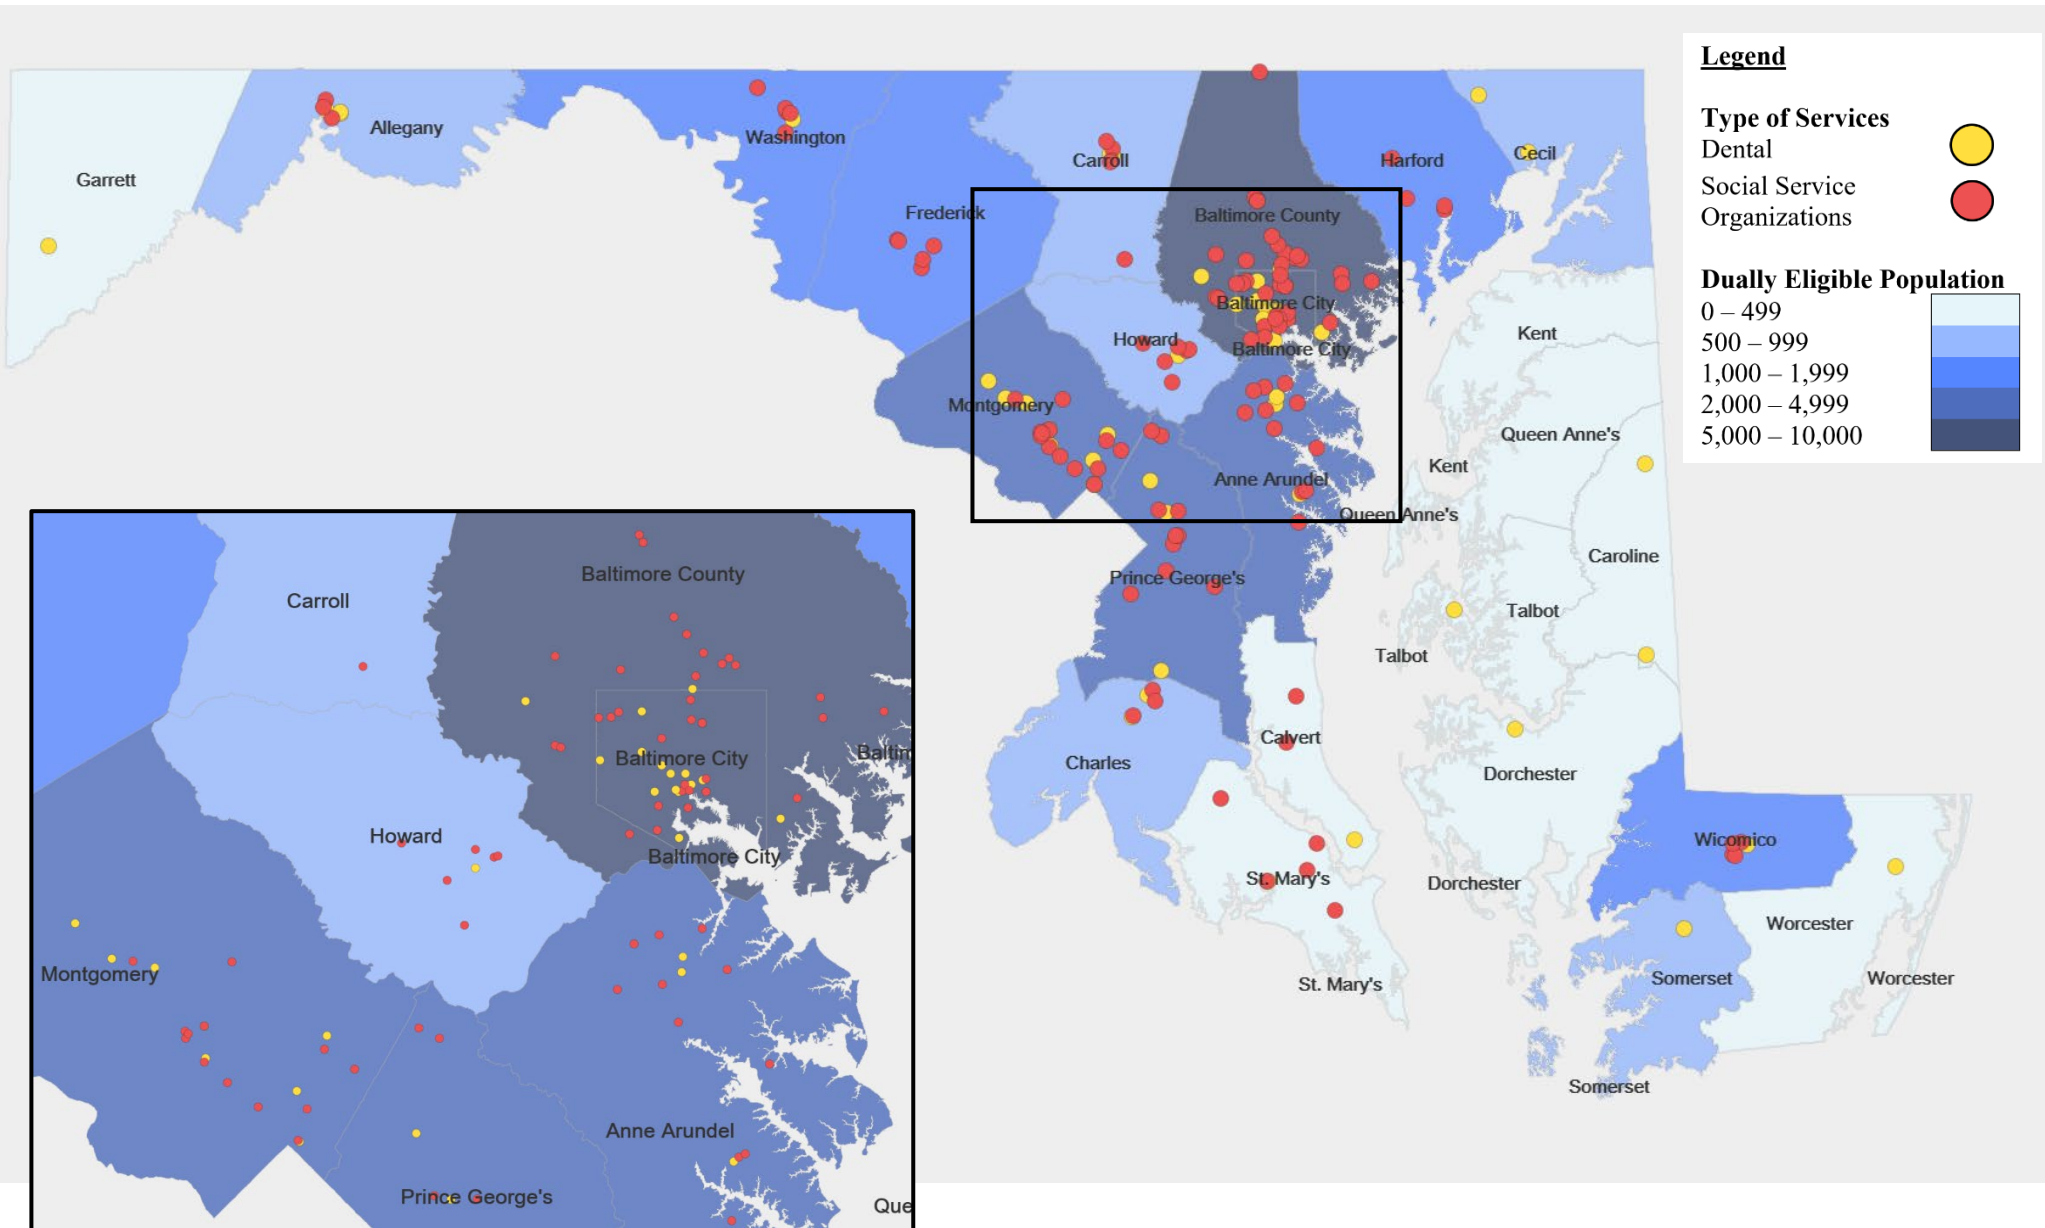 Legend
Type of Services
Dental
Social Service
Organizations
Dually Eligible Population
0 – 499
500 – 999
1,000 – 1,999
2,000 – 4,999
5,000 – 10,000
Garrett
Allegany
Washington
Frederick
Carroll
Baltimore County
Harford
Cecil
Baltimore City
Baltimore City
Howard
Montgomery
Anne Arundel
Prince George's
Kent
Kent
Queen Anne's
Queen Anne's
Caroline
Talbot
Talbot
Calvert
Charles
Dorchester
Dorchester
St. Mary's
St. Mary's
Wicomico
Worcester
Worcester
Somerset
Somerset
Carroll
Baltimore County
Baltimore City
Baltim
Howard
Baltimore City
Montgomery
Anne Arundel
Prince George's
Que